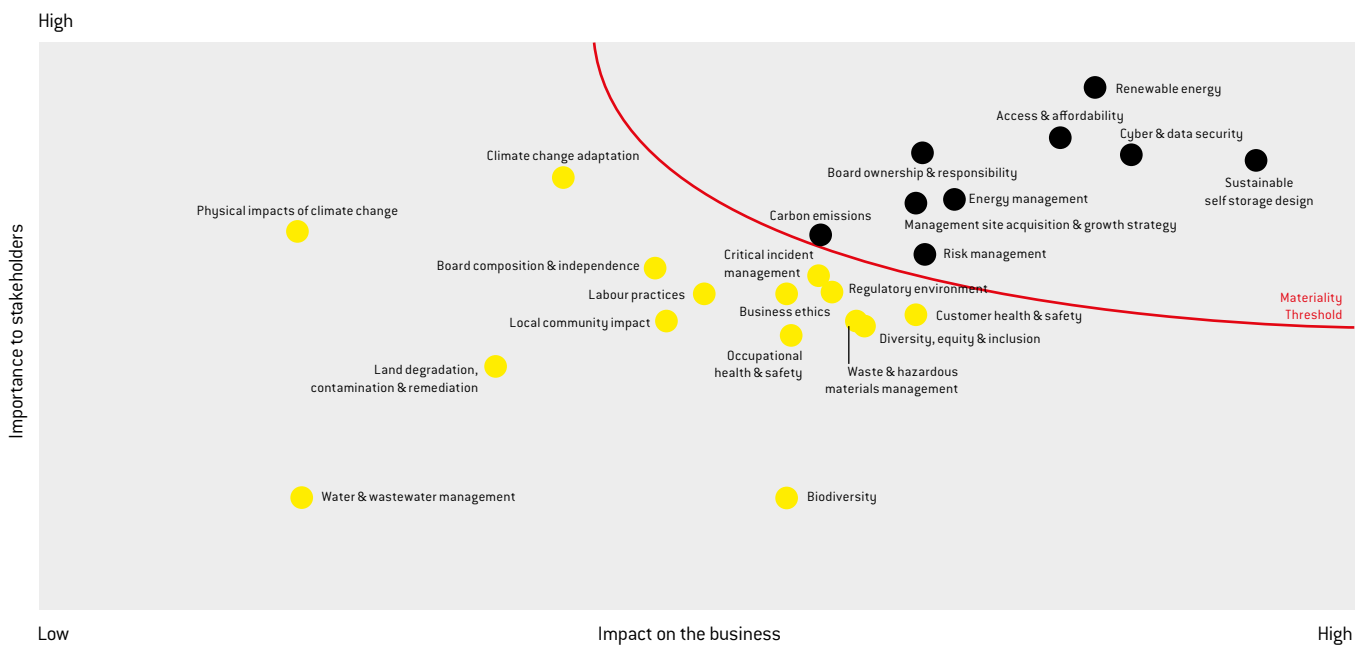 High
Renewable energy
Access & affordability
Cyber & data security
Climate change adaptation
Board ownership & responsibility
Sustainable
self storage design
Energy management
Physical impacts of climate change
Carbon emissions
Management site acquisition & growth strategy
Critical incident
management
Risk management
Board composition & independence
Labour practices
Regulatory environment
Materiality
Threshold
Business ethics
Local community impact
Customer health & safety
Diversity, equity & inclusion
Occupational
health & safety
Land degradation,
contamination & remediation
Waste & hazardous
materials management
Importance to stakeholders
Water & wastewater management
Biodiversity
Low
Impact on the business
High